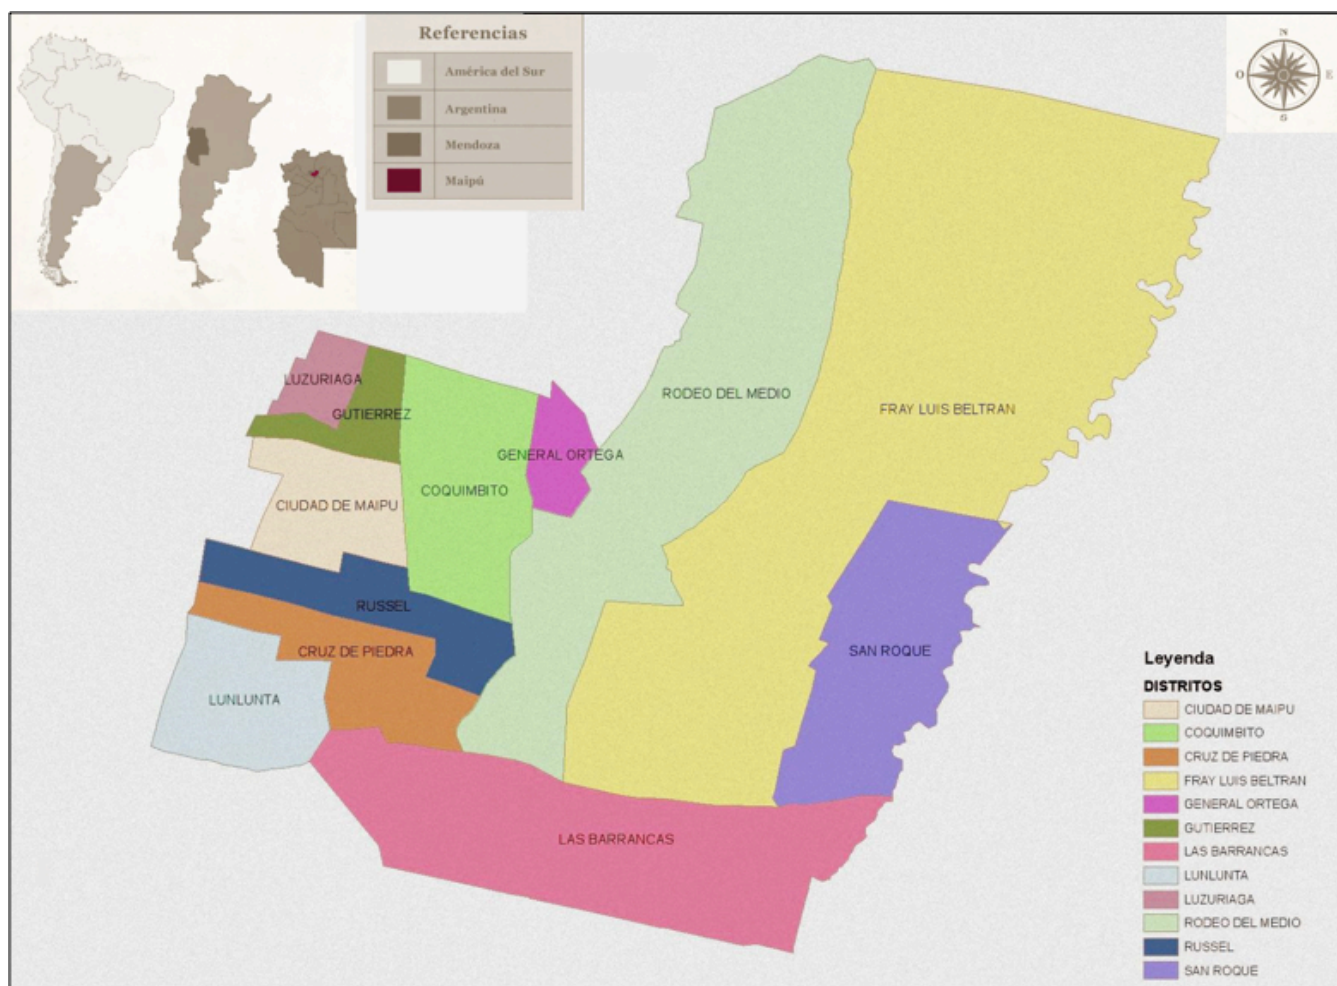 Referencias
América del Sur
Argentina
Mendoza
Maipú
N
O
E
S
LUZURIAGA
GUTIERREZ
RODEO DEL MEDIO
FRAY LUIS BELTRAN
GENERAL ORTEGA
COQUIMBITO
CIUDAD DE MAIPU
RUSSEL
CRUZ DE PIEDRA
SAN ROQUE
LUNLUNTA
LAS BARRANCAS
Leyenda
DISTRITOS
CIUDAD DE MAIPU
COQUIMBITO
CRUZ DE PIEDRA
FRAY LUIS BELTRAN
GENERAL ORTEGA
GUTIERREZ
LAS BARRANCAS
LUNLUNTA
LUZURIAGA
RODEO DEL MEDIO
RUSSEL
SAN ROQUE